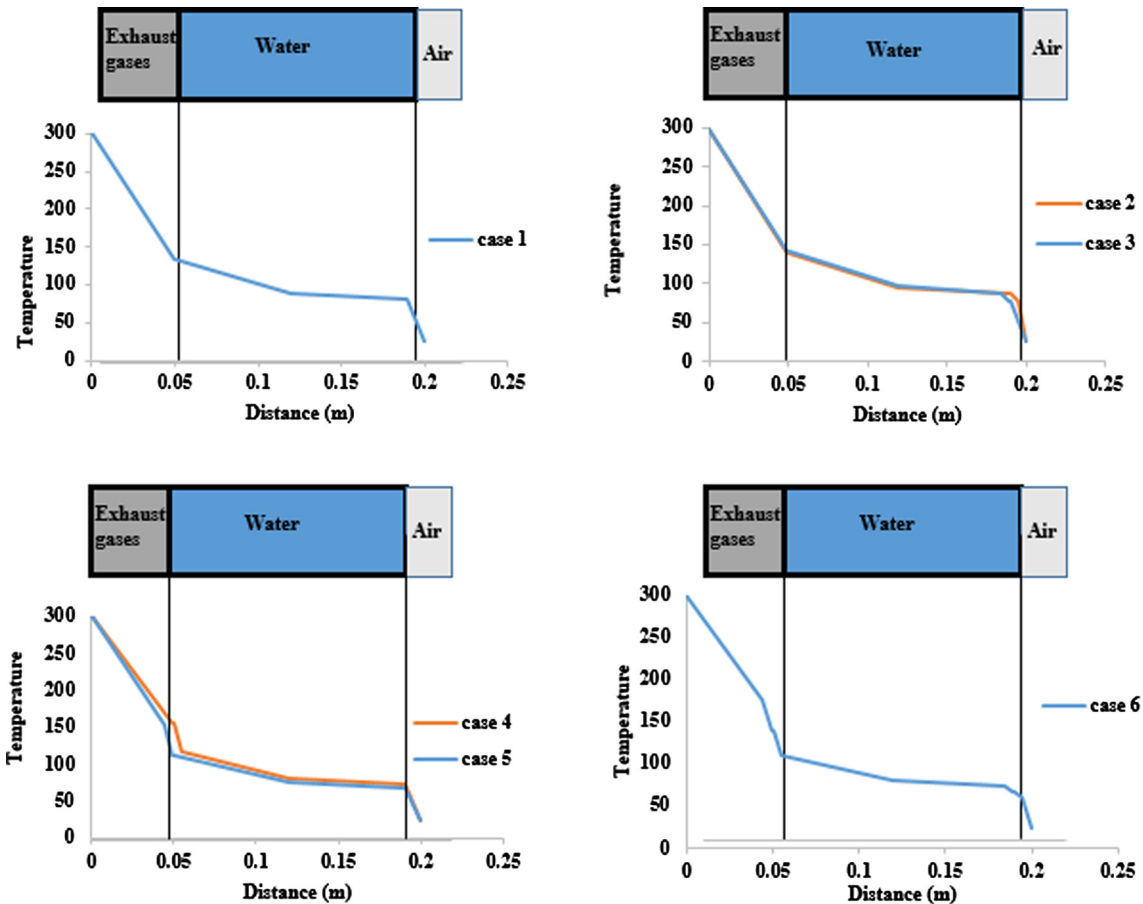 Exhaust
gases
Water
Air
300
250
200
150
100
50
0
Temperature
0
0.05
0.1
0.15
0.2
0.25
Distance (m)
case 1
Exhaust
gases
Water
Air
300
250
200
150
100
50
0
Temperature
0
0.05
0.1
0.15
0.2
0.25
Distance (m)
case 2
case 3
Exhaust
gases
Water
Air
300
250
200
150
100
50
0
Temperature
0
0.05
0.1
0.15
0.2
0.25
Distance (m)
case 4
case 5
Exhaust
gases
Water
Air
300
250
200
150
100
50
0
Temperature
0
0.05
0.1
0.15
0.2
0.25
Distance (m)
case 6